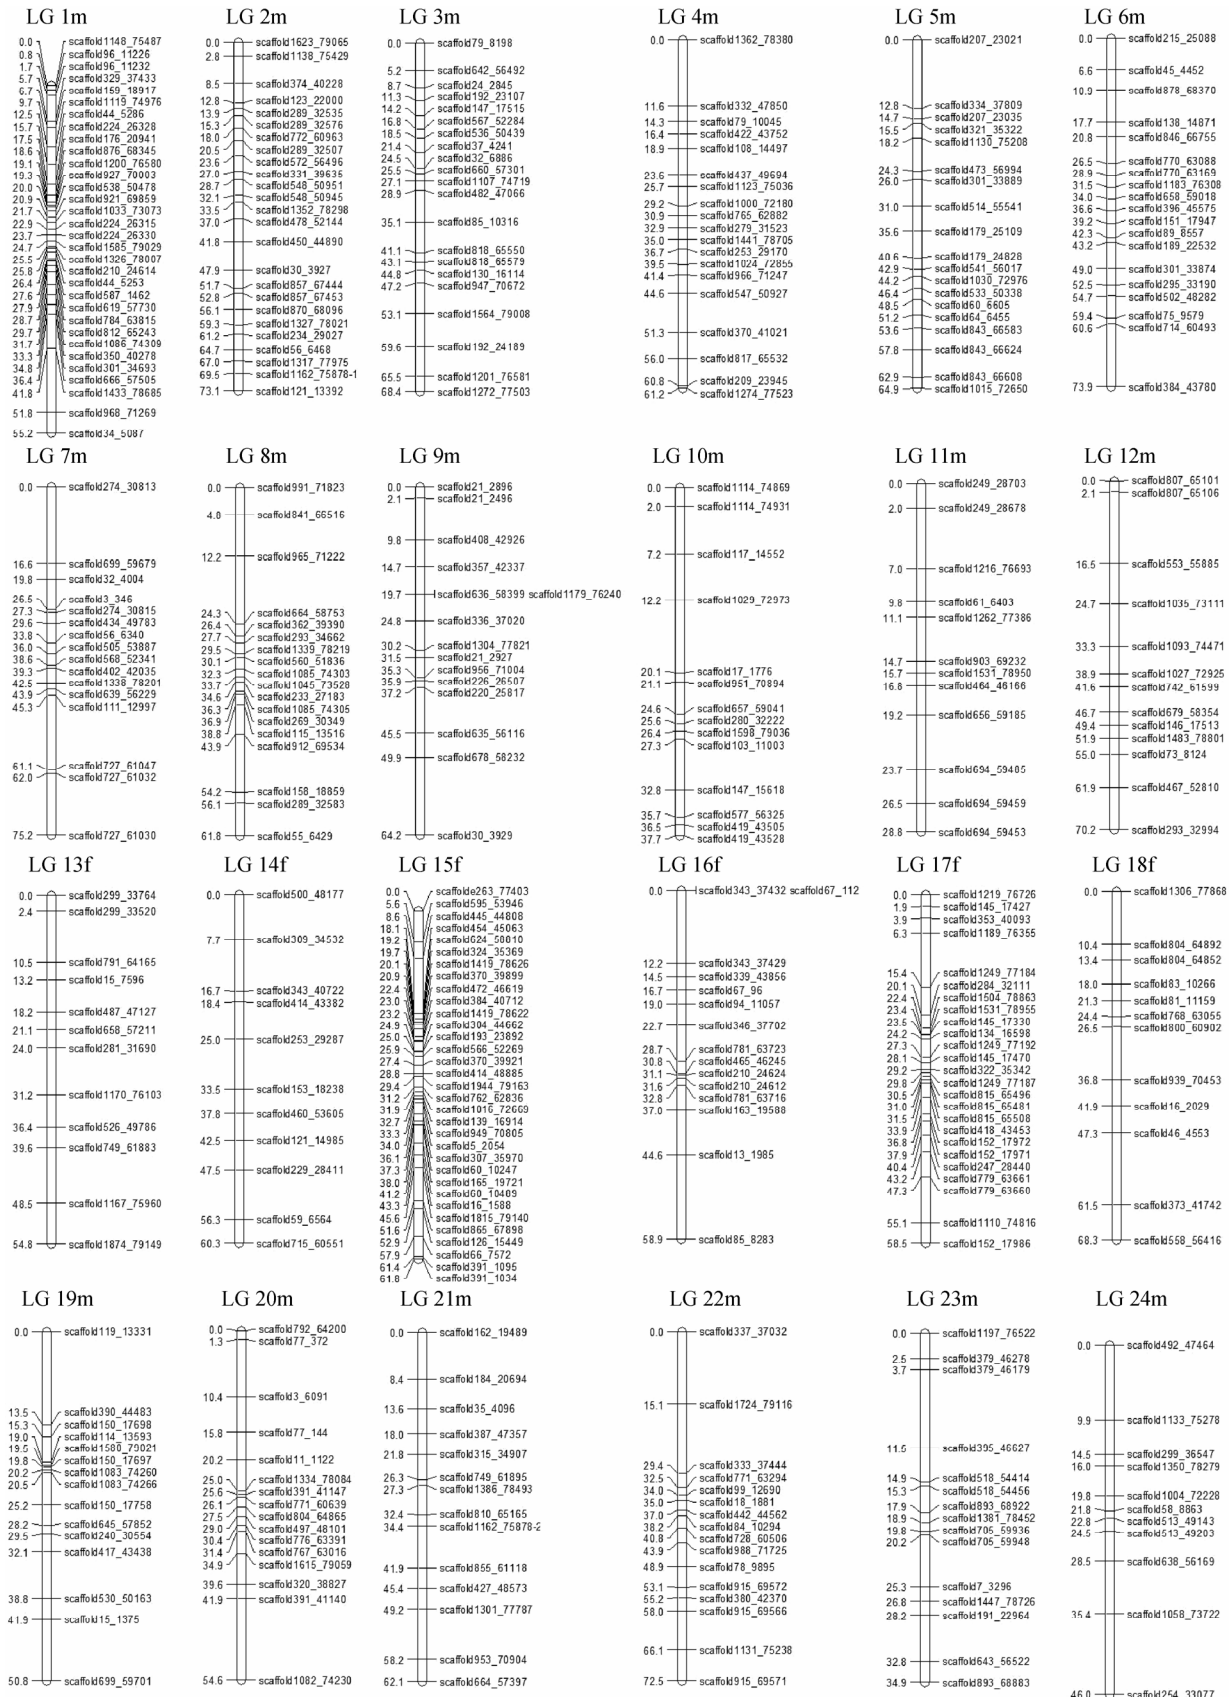 LG 1m
0.0 scaffold1148_75487
0.8 scaffold96_11226
1.7 scaffold96_11232
5.7 scaffold329_37433
6.7 scaffold159_18917
9.7 scaffold1119_74976
12.5 scaffold44_5286
15.7 scaffold224_26328
17.5 scaffold176_20941
18.6 scaffold876_68345
19.1 scaffold1200_76580
19.3 scaffold927_70003
20.0 scaffold538_50478
20.9 scaffold921_69859
21.7 scaffold1033_73073
22.9 scaffold224_26315
23.7 scaffold224_26330
24.7 scaffold1585_79029
25.5 scaffold1326_78007
25.8 scaffold210_24614
26.4 scaffold44_5253
27.6 scaffold587_1462
27.9 scaffold619_57730
28.7 scaffold784_63815
29.7 scaffold812_65243
31.7 scaffold1086_74309
33.3 scaffold350_40278
34.8 scaffold301_34693
36.4 scaffold666_57505
41.8 scaffold1433_78685
51.8 scaffold968_71269
55.2 scaffold34_5087
LG 2m
0.0 scaffold1623_79065
2.8 scaffold1138_75429
8.5 scaffold374_40228
12.8 scaffold123_22000
13.9 scaffold289_32535
15.3 scaffold289_32576
18.0 scaffold772_60963
20.5 scaffold289_32507
23.6 scaffold572_56496
27.0 scaffold331_39635
28.7 scaffold548_50951
32.1 scaffold548_50945
33.5 scaffold1352_78298
37.0 scaffold478_52144
41.8 scaffold450_44890
47.9 scaffold30_3927
51.7 scaffold857_67444
52.8 scaffold857_67453
56.1 scaffold870_68096
59.3 scaffold1327_78021
61.2 scaffold234_29027
64.7 scaffold56_6468
67.0 scaffold1317_77975
69.5 scaffold1162_75878-1
73.1 scaffold121_13392
LG 3m
0.0 scaffold79_8198
5.2 scaffold642_56492
8.7 scaffold24_2845
11.3 scaffold192_23107
14.2 scaffold147_17515
16.8 scaffold567_52284
18.5 scaffold536_50439
21.4 scaffold37_4241
24.5 scaffold32_6886
25.5 scaffold660_57301
27.1 scaffold1107_74719
28.9 scaffold482_47066
35.1 scaffold85_10316
41.1 scaffold818_65550
43.1 scaffold818_65579
44.8 scaffold130_16114
47.2 scaffold947_70672
53.1 scaffold1564_79008
59.6 scaffold192_24189
65.5 scaffold1201_76581
68.4 scaffold1272_77503
LG 4m
0.0 scaffold1362_78380
11.6 scaffold332_47850
14.3 scaffold79_10045
16.4 scaffold422_43752
18.9 scaffold108_14497
23.6 scaffold437_49694
25.7 scaffold1123_75036
29.2 scaffold1000_72180
30.9 scaffold765_62882
32.9 scaffold279_31523
35.0 scaffold1441_78705
36.7 scaffold253_29170
39.5 scaffold1024_72855
41.4 scaffold966_71247
44.6 scaffold547_50927
51.3 scaffold370_41021
56.0 scaffold817_65532
60.8 scaffold209_23945
61.2 scaffold1274_77523
LG 5m
0.0 scaffold207_23021
12.8 scaffold334_37809
14.7 scaffold207_23035
15.5 scaffold321_35322
18.2 scaffold1130_75208
24.3 scaffold473_56994
26.0 scaffold301_33889
31.0 scaffold514_55541
35.6 scaffold179_25109
40.6 scaffold179_24828
42.9 scaffold541_56017
44.2 scaffold1030_72976
46.4 scaffold533_50338
48.5 scaffold60_6605
51.2 scaffold64_6455
53.6 scaffold843_66583
57.8 scaffold843_66624
62.9 scaffold843_66608
64.9 scaffold1015_72650
LG 6m
0.0 scaffold215_25088
6.6 scaffold45_4452
10.9 scaffold878_68370
17.7 scaffold138_14871
20.8 scaffold846_66755
26.5 scaffold770_63088
28.9 scaffold770_63169
31.5 scaffold1183_76308
34.0 scaffold658_59018
36.6 scaffold396_45575
39.2 scaffold151_17947
42.3 scaffold89_8557
43.2 scaffold189_22532
49.0 scaffold301_33874
52.5 scaffold295_33190
54.7 scaffold502_48282
59.4 scaffold75_9579
60.6 scaffold714_60493
73.9 scaffold384_43780
LG 7m
0.0 scaffold274_30813
16.6 scaffold699_59679
19.8 scaffold32_4004
26.5 scaffold3_346
27.3 scaffold274_30815
29.6 scaffold434_49783
33.8 scaffold56_6340
36.0 scaffold505_53887
38.6 scaffold568_52341
39.3 scaffold402_42035
42.5 scaffold1338_78201
43.9 scaffold639_56229
45.3 scaffold111_12997
61.1 scaffold727_61047
62.0 scaffold727_61032
75.2 scaffold727_61030
LG 8m
0.0 scaffold991_71823
4.0 scaffold841_66516
12.2 scaffold965_71222
24.3 scaffold664_58753
26.4 scaffold362_39390
27.7 scaffold293_34662
29.5 scaffold1339_78219
30.1 scaffold560_51836
32.3 scaffold1085_74303
33.7 scaffold1045_73528
34.6 scaffold233_27183
36.3 scaffold1085_74305
36.9 scaffold269_30349
38.8 scaffold115_13516
43.9 scaffold912_69534
54.2 scaffold158_18859
56.1 scaffold289_32583
61.8 scaffold55_6429
LG 9m
0.0 scaffold21_2896
2.1 scaffold21_2496
9.8 scaffold408_42926
14.7 scaffold357_42337
19.7 scaffold636_58399 scaffold1179_76240
24.8 scaffold336_37020
30.2 scaffold1304_77821
31.5 scaffold21_2927
35.3 scaffold956_71004
35.9 scaffold226_26507
37.2 scaffold220_25817
45.5 scaffold635_56116
49.9 scaffold678_58232
64.2 scaffold30_3929
LG 10m
0.0 scaffold1114_74869
2.0 scaffold1114_74931
7.2 scaffold117_14552
12.2 scaffold1029_72973
20.1 scaffold17_1776
21.1 scaffold951_70894
24.6 scaffold657_59041
25.6 scaffold280_32222
26.4 scaffold1598_79036
27.3 scaffold103_11003
32.8 scaffold147_15618
35.7 scaffold577_56325
36.5 scaffold419_43505
37.7 scaffold419_43528
LG 11m
0.0 scaffold249_28703
2.0 scaffold249_28678
7.0 scaffold1216_76693
9.8 scaffold61_6403
11.1 scaffold1262_77386
14.7 scaffold903_69232
15.7 scaffold1531_78950
16.8 scaffold464_46166
19.2 scaffold656_59185
23.7 scaffold694_59405
26.5 scaffold694_59459
28.8 scaffold694_59453
LG 12m
0.0 scaffold807_65101
2.1 scaffold807_65106
16.5 scaffold553_55885
24.7 scaffold1035_73111
33.3 scaffold1093_74471
38.9 scaffold1027_72925
41.6 scaffold742_61599
46.7 scaffold679_58354
49.4 scaffold146_17513
51.9 scaffold1483_78801
55.0 scaffold73_8124
61.9 scaffold467_52810
70.2 scaffold293_32994
LG 13f
0.0 scaffold299_33764
2.4 scaffold299_33520
10.5 scaffold791_64165
13.2 scaffold15_7596
18.2 scaffold487_47127
21.1 scaffold658_57211
24.0 scaffold281_31690
31.2 scaffold1170_76103
36.4 scaffold526_49786
39.6 scaffold749_61883
48.5 scaffold1167_75960
54.8 scaffold1874_79149
LG 14f
0.0 scaffold500_48177
7.7 scaffold309_34532
16.7 scaffold343_40722
18.4 scaffold414_43382
25.0 scaffold253_29287
33.5 scaffold153_18238
37.8 scaffold460_53605
42.5 scaffold121_14985
47.5 scaffold229_28411
56.3 scaffold59_6564
60.3 scaffold715_60551
LG 15f
0.0 scaffolde263_77403
5.6 scaffold595_53946
8.6 scaffold445_44808
18.1 scaffold454_45063
19.2 scaffold624_58010
19.7 scaffold324_35369
20.1 scaffold1419_78626
20.9 scaffold370_39899
22.4 scaffold472_46619
23.0 scaffold384_40712
23.2 scaffold1419_78622
24.9 scaffold304_44662
25.0 scaffold193_23892
25.9 scaffold566_52269
27.4 scaffold370_39921
28.8 scaffold414_48885
29.4 scaffold1944_79163
31.2 scaffold762_62836
31.9 scaffold1016_72669
32.7 scaffold139_16914
33.3 scaffold949_70805
34.0 scaffold5_2054
36.1 scaffold307_35970
37.3 scaffold60_10247
38.0 scaffold165_19721
41.2 scaffold60_10409
43.3 scaffold16_1588
45.6 scaffold1815_79140
51.6 scaffold865_67898
52.9 scaffold126_15449
57.9 scaffold66_7572
61.4 scaffold391_1095
61.8 scaffold391_1034
LG 16f
0.0 scaffold343_37432 scaffold67_112
12.2 scaffold343_37429
14.5 scaffold339_43856
16.7 scaffold67_96
19.0 scaffold94_11057
22.7 scaffold346_37702
28.7 scaffold781_63723
30.8 scaffold465_46245
31.1 scaffold210_24624
31.6 scaffold210_24612
32.8 scaffold781_63716
37.0 scaffold163_19588
44.6 scaffold13_1985
58.9 scaffold85_8283
LG 17f
0.0 scaffold1219_76726
1.9 scaffold145_17427
3.9 scaffold353_40093
6.3 scaffold1189_76355
15.4 scaffold1249_77184
20.1 scaffold284_32111
22.4 scaffold1504_78863
23.4 scaffold1531_78955
23.5 scaffold145_17330
24.2 scaffold134_16598
27.3 scaffold1249_77192
28.1 scaffold145_17470
29.2 scaffold322_35342
29.8 scaffold1249_77187
30.5 scaffold815_65496
31.0 scaffold815_65481
31.5 scaffold815_65508
33.9 scaffold418_43453
36.8 scaffold152_17972
37.9 scaffold152_17971
40.4 scaffold247_28440
43.2 scaffold779_63661
47.3 scaffold779_63660
55.1 scaffold1110_74816
58.5 scaffold152_17986
LG 18f
0.0 scaffold1306_77868
10.4 scaffold804_64892
13.4 scaffold804_64852
18.0 scaffold83_10266
21.3 scaffold81_11159
24.4 scaffold768_63055
26.5 scaffold800_60902
36.8 scaffold939_70453
41.9 scaffold16_2029
47.3 scaffold46_4553
61.5 scaffold373_41742
68.3 scaffold558_56416
LG 19m
0.0 scaffold119_13331
13.5 scaffold390_44483
15.3 scaffold150_17698
19.0 scaffold114_13593
19.5 scaffold1580_79021
19.8 scaffold150_17697
20.2 scaffold1083_74260
20.5 scaffold1083_74266
25.2 scaffold150_17758
28.2 scaffold645_57852
29.5 scaffold240_30554
32.1 scaffold417_43438
38.8 scaffold530_50163
41.9 scaffold15_1375
50.8 scaffold699_59701
LG 20m
0.0 scaffold792_64200
1.3 scaffold77_372
10.4 scaffold3_6091
15.8 scaffold77_144
20.2 scaffold11_1122
25.0 scaffold1334_78084
25.6 scaffold391_41147
26.1 scaffold771_60639
27.5 scaffold804_64865
29.0 scaffold497_48101
30.4 scaffold776_63391
31.4 scaffold767_63016
34.9 scaffold1615_79059
39.6 scaffold320_38827
41.9 scaffold391_41140
54.6 scaffold1082_74230
LG 21m
0.0 scaffold162_19489
8.4 scaffold184_20694
13.6 scaffold35_4096
18.0 scaffold387_47357
21.8 scaffold315_34907
26.3 scaffold749_61895
27.3 scaffold1386_78493
32.4 scaffold810_65165
34.4 scaffold1162_75878-2
41.9 scaffold855_61118
45.4 scaffold427_48573
49.2 scaffold1301_77787
58.2 scaffold953_70904
62.1 scaffold664_57397
LG 22m
0.0 scaffold337_37032
15.1 scaffold1724_79116
29.4 scaffold333_37444
32.5 scaffold771_63294
34.0 scaffold99_12690
35.0 scaffold18_1881
37.0 scaffold442_44562
38.2 scaffold84_10294
40.8 scaffold728_60506
43.9 scaffold988_71725
48.9 scaffold78_9895
53.1 scaffold915_69572
55.2 scaffold380_42370
58.0 scaffold915_69566
66.1 scaffold1131_75238
72.5 scaffold915_69571
LG 23m
0.0 scaffold1197_76522
2.5 scaffold379_46278
3.7 scaffold379_46179
11.5 scaffold395_46627
14.9 scaffold518_54414
15.3 scaffold518_54456
17.9 scaffold893_68922
18.9 scaffold1381_78452
19.8 scaffold705_59936
20.2 scaffold705_59948
25.3 scaffold7_3296
26.8 scaffold1447_78726
28.2 scaffold191_22964
32.8 scaffold643_56522
34.9 scaffold893_68883
LG 24m
0.0 scaffold492_47464
9.9 scaffold1133_75278
14.5 scaffold299_36547
16.0 scaffold1350_78279
19.8 scaffold1004_72228
21.8 scaffold58_8863
22.8 scaffold513_49143
24.5 scaffold513_49203
28.5 scaffold638_56169
35.4 scaffold1058_73722
46.0 scaffold254_33077